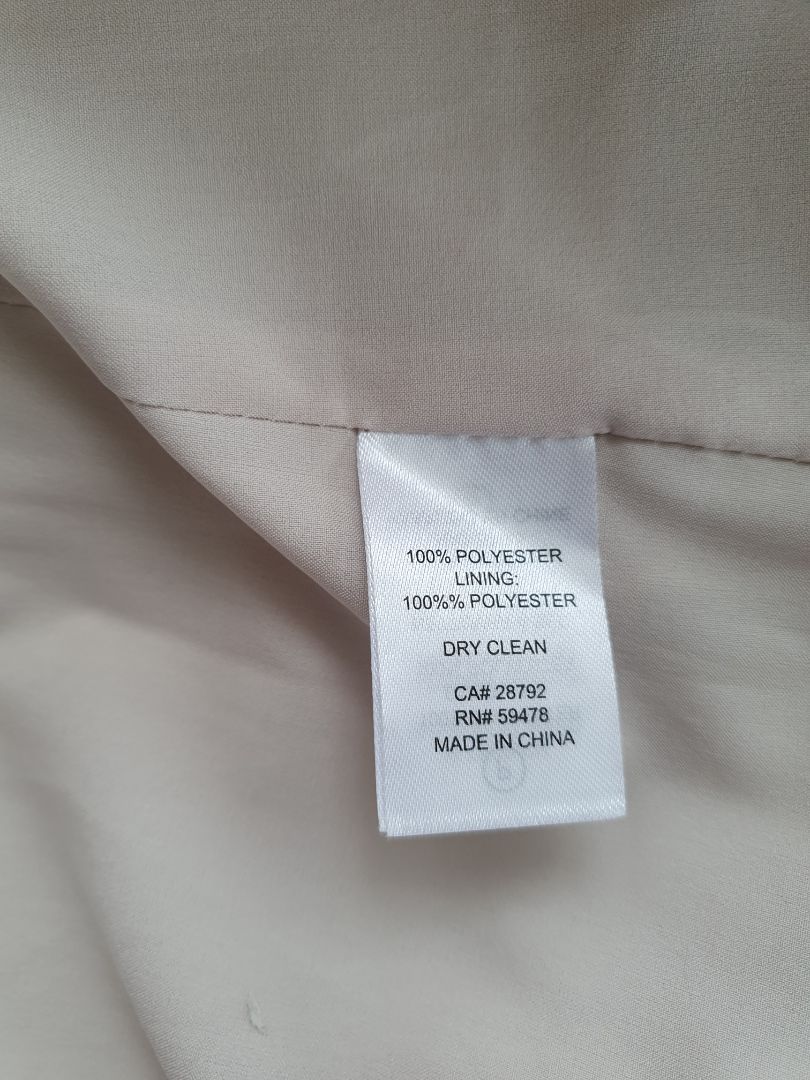 100% POLYESTER
LINING:
100%% POLYESTER
DRY CLEAN
CA# 28792
RN# 59478
MADE IN CHINA